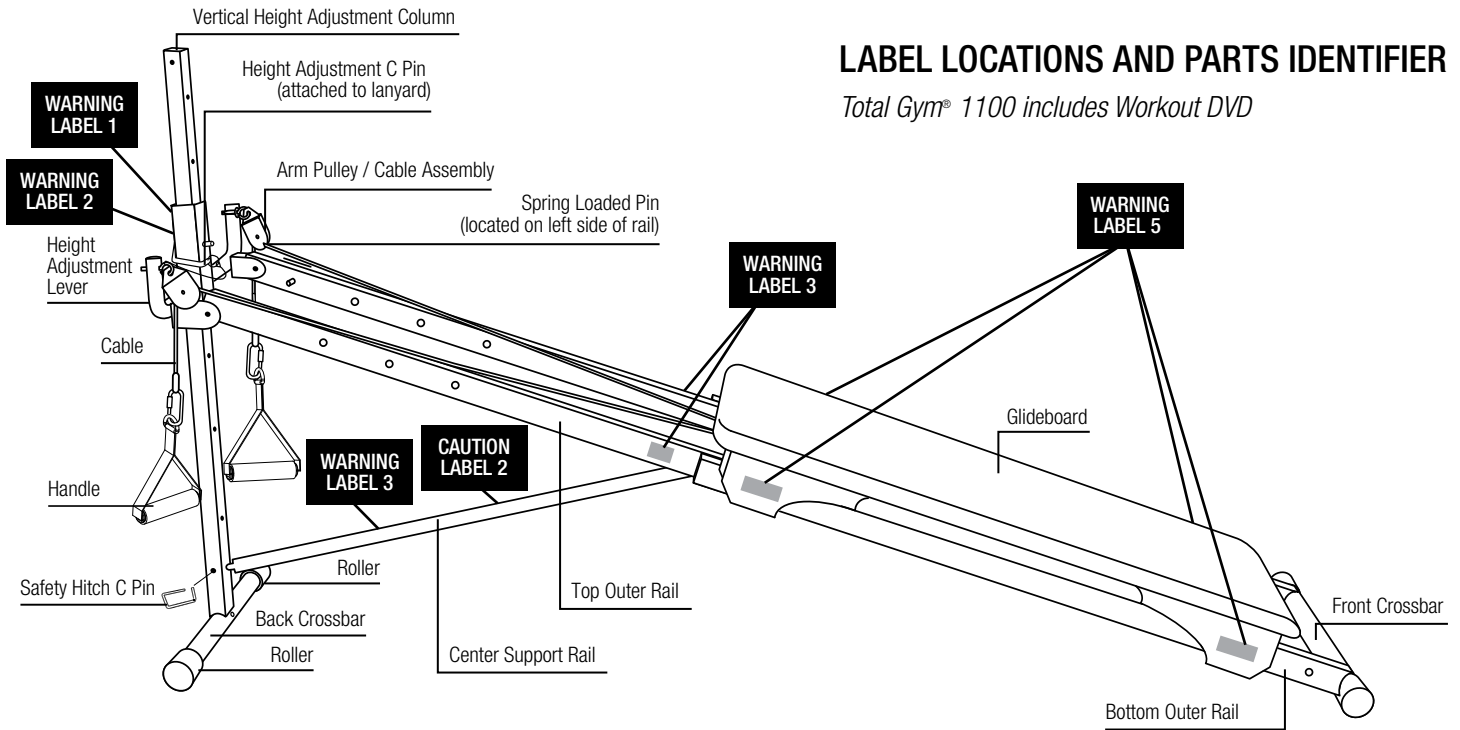 Vertical Height Adjustment Column
LABEL LOCATIONS AND PARTS IDENTIFIER
Total Gym® 1100 includes Workout DVD
Height Adjustment C Pin
(attached to lanyard)
WARNING
LABEL 1
Arm Pulley / Cable Assembly
WARNING
LABEL 2
Spring Loaded Pin
(located on left side of rail)
WARNING
LABEL 5
Height
Adjustment
Lever
WARNING
LABEL 3
Cable
Glideboard
CAUTION
LABEL 2
WARNING
LABEL 3
Handle
Roller
Safety Hitch C Pin
Top Outer Rail
Front Crossbar
Back Crossbar
Roller
Center Support Rail
Bottom Outer Rail